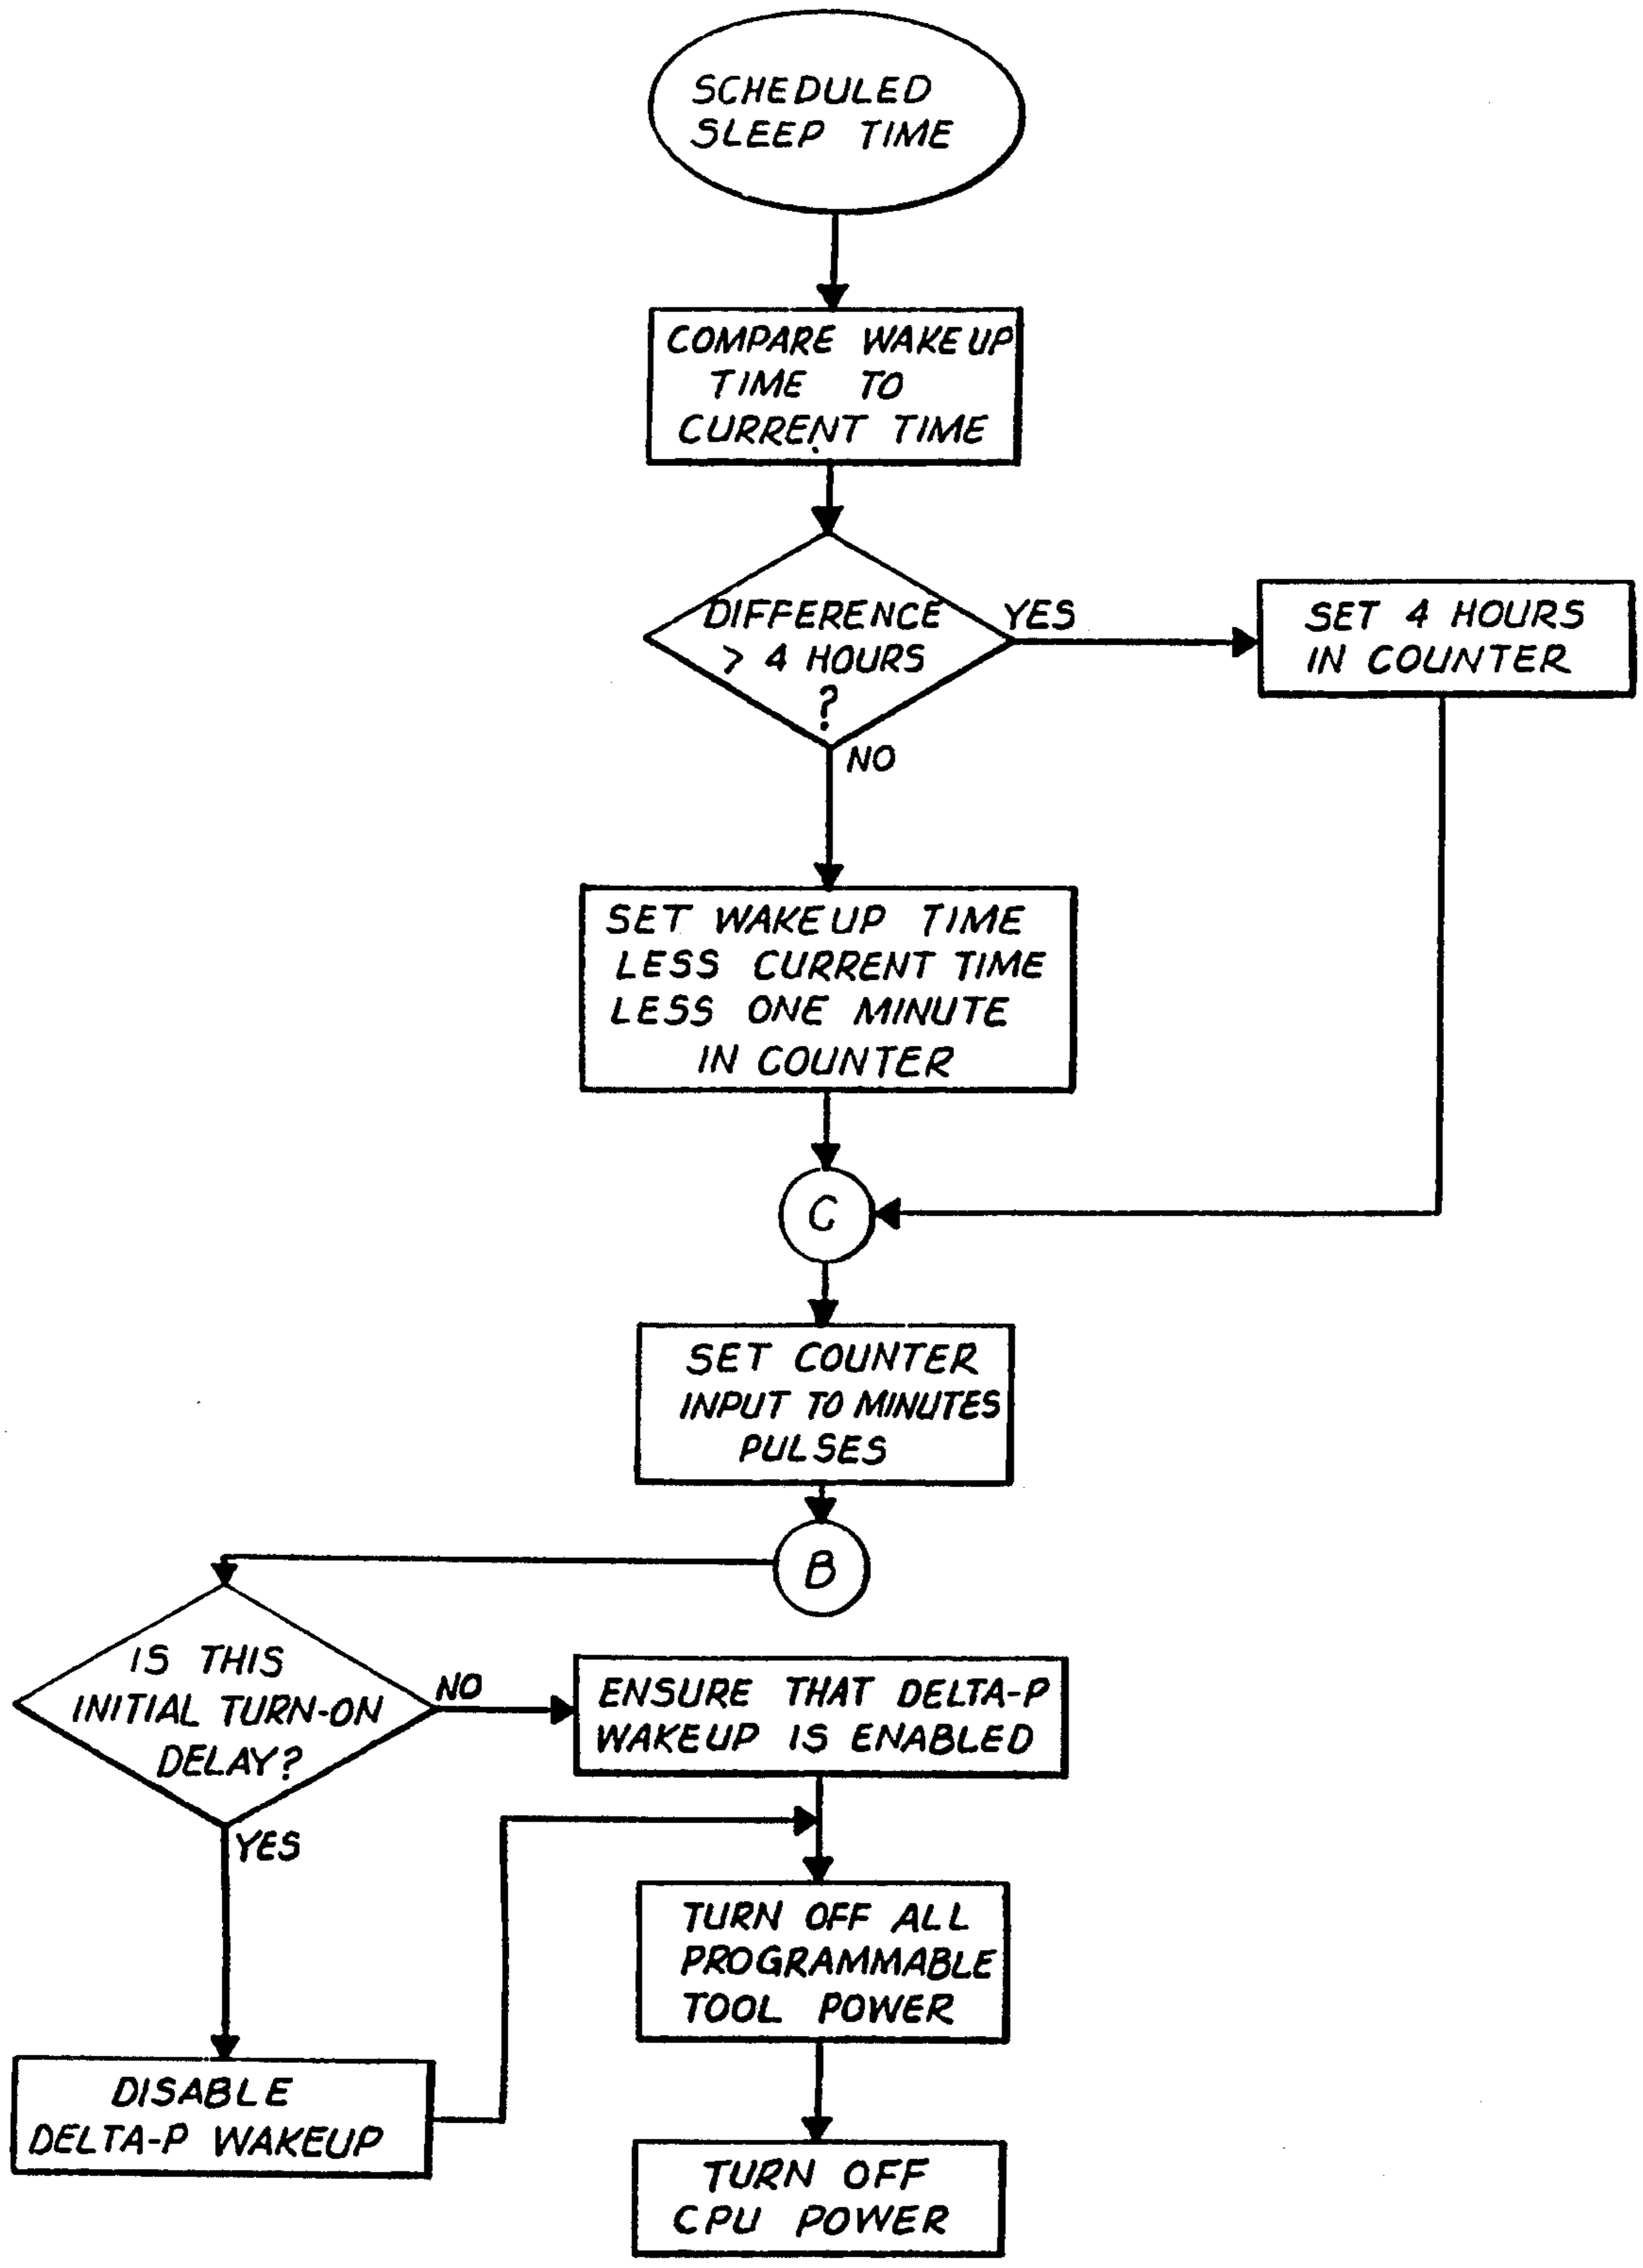 SCHEDULED
SLEEP TIME
COMPARE WAKEUP
TIME TO
CURRENT TIME
DIFFERENCE
> 4 HOURS
?
YES
SET 4 HOURS
IN COUNTER
NO
SET WAKEUP TIME
LESS CURRENT TIME
LESS ONE MINUTE
IN COUNTER
C
SET COUNTER
INPUT TO MINUTES
PULSES
B
IS THIS
INITIAL TURN-ON
DELAY?
NO
ENSURE THAT DELTA-P
WAKEUP IS ENABLED
YES
TURN OFF ALL
PROGRAMMABLE
TOOL POWER
DISABLE
DELTA-P WAKEUP
TURN OFF
CPU POWER